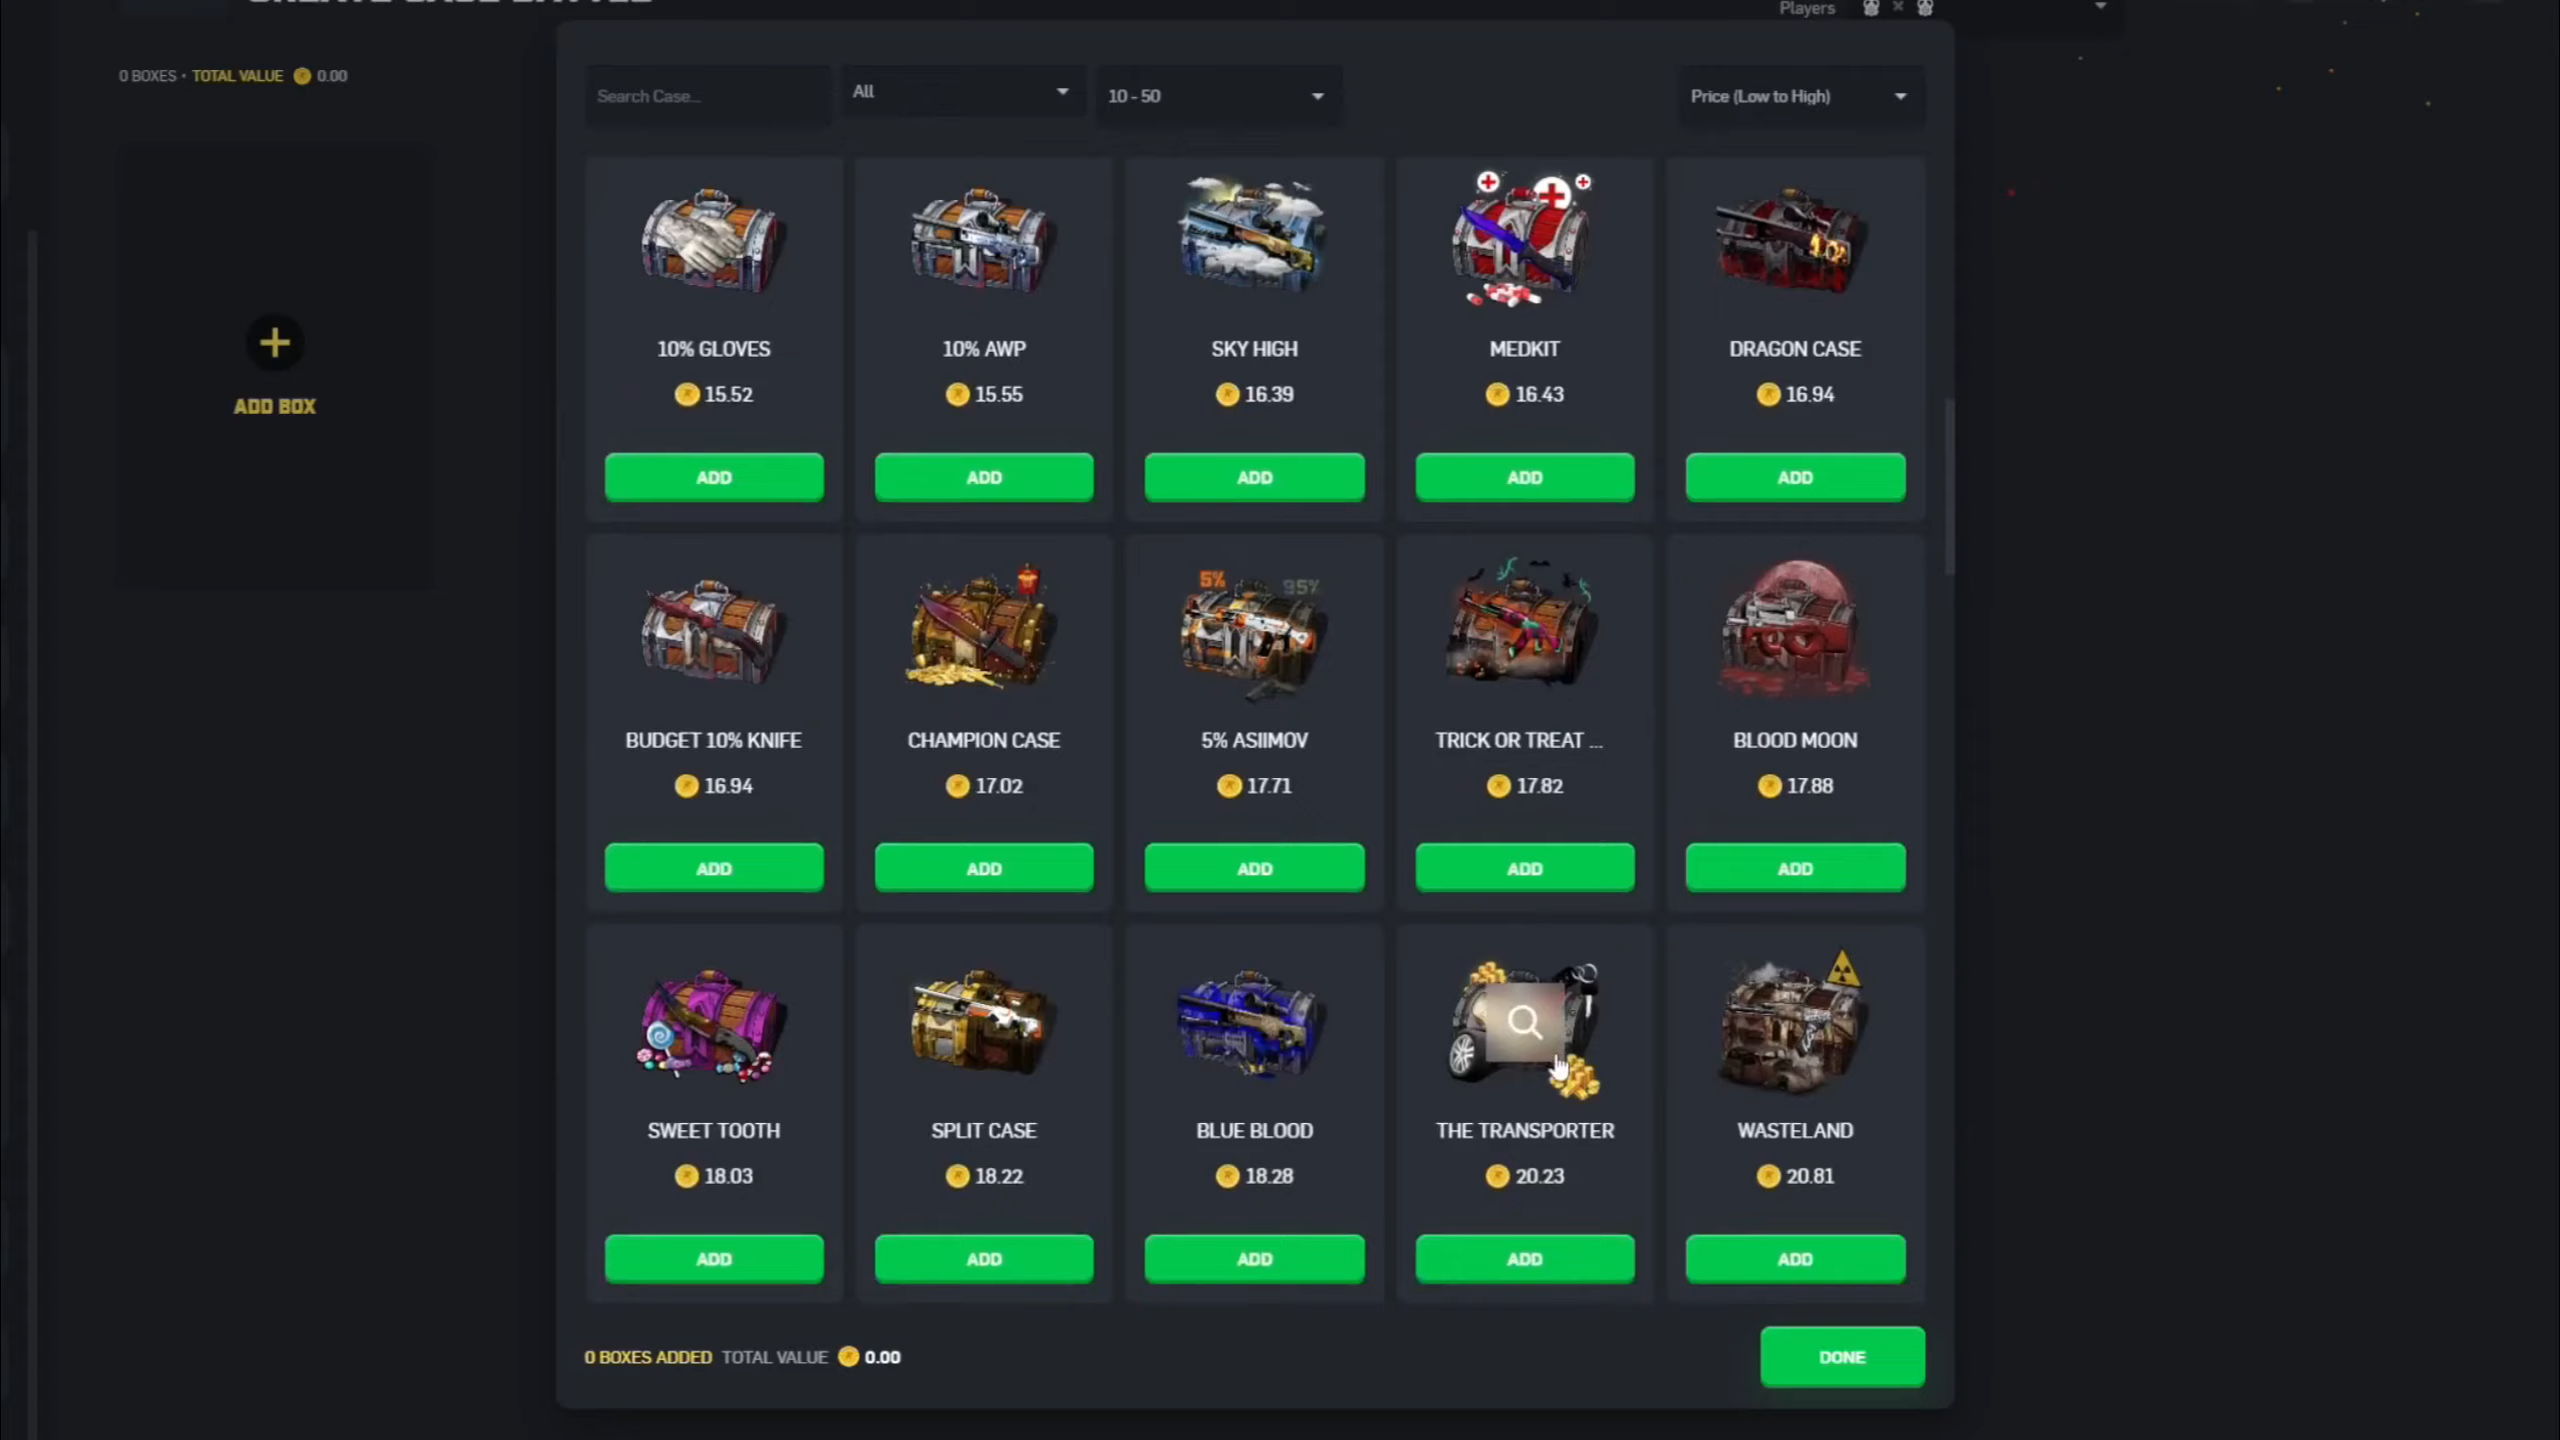 CREATE CASE BATTLE
Players
0 BOXES • TOTAL VALUE 0.00
Search Case...
All
10 - 50
Price (Low to High)
ADD BOX
10% GLOVES
15.52
ADD
10% AWP
15.55
ADD
SKY HIGH
16.39
ADD
MEDKIT
16.43
ADD
DRAGON CASE
16.94
ADD
BUDGET 10% KNIFE
16.94
ADD
CHAMPION CASE
17.02
ADD
5%
95%
5% ASIIMOV
17.71
ADD
TRICK OR TREAT ...
17.82
ADD
BLOOD MOON
17.88
ADD
SWEET TOOTH
18.03
ADD
SPLIT CASE
18.22
ADD
BLUE BLOOD
18.28
ADD
THE TRANSPORTER
20.23
ADD
WASTELAND
20.81
ADD
0 BOXES ADDED TOTAL VALUE 0.00
DONE